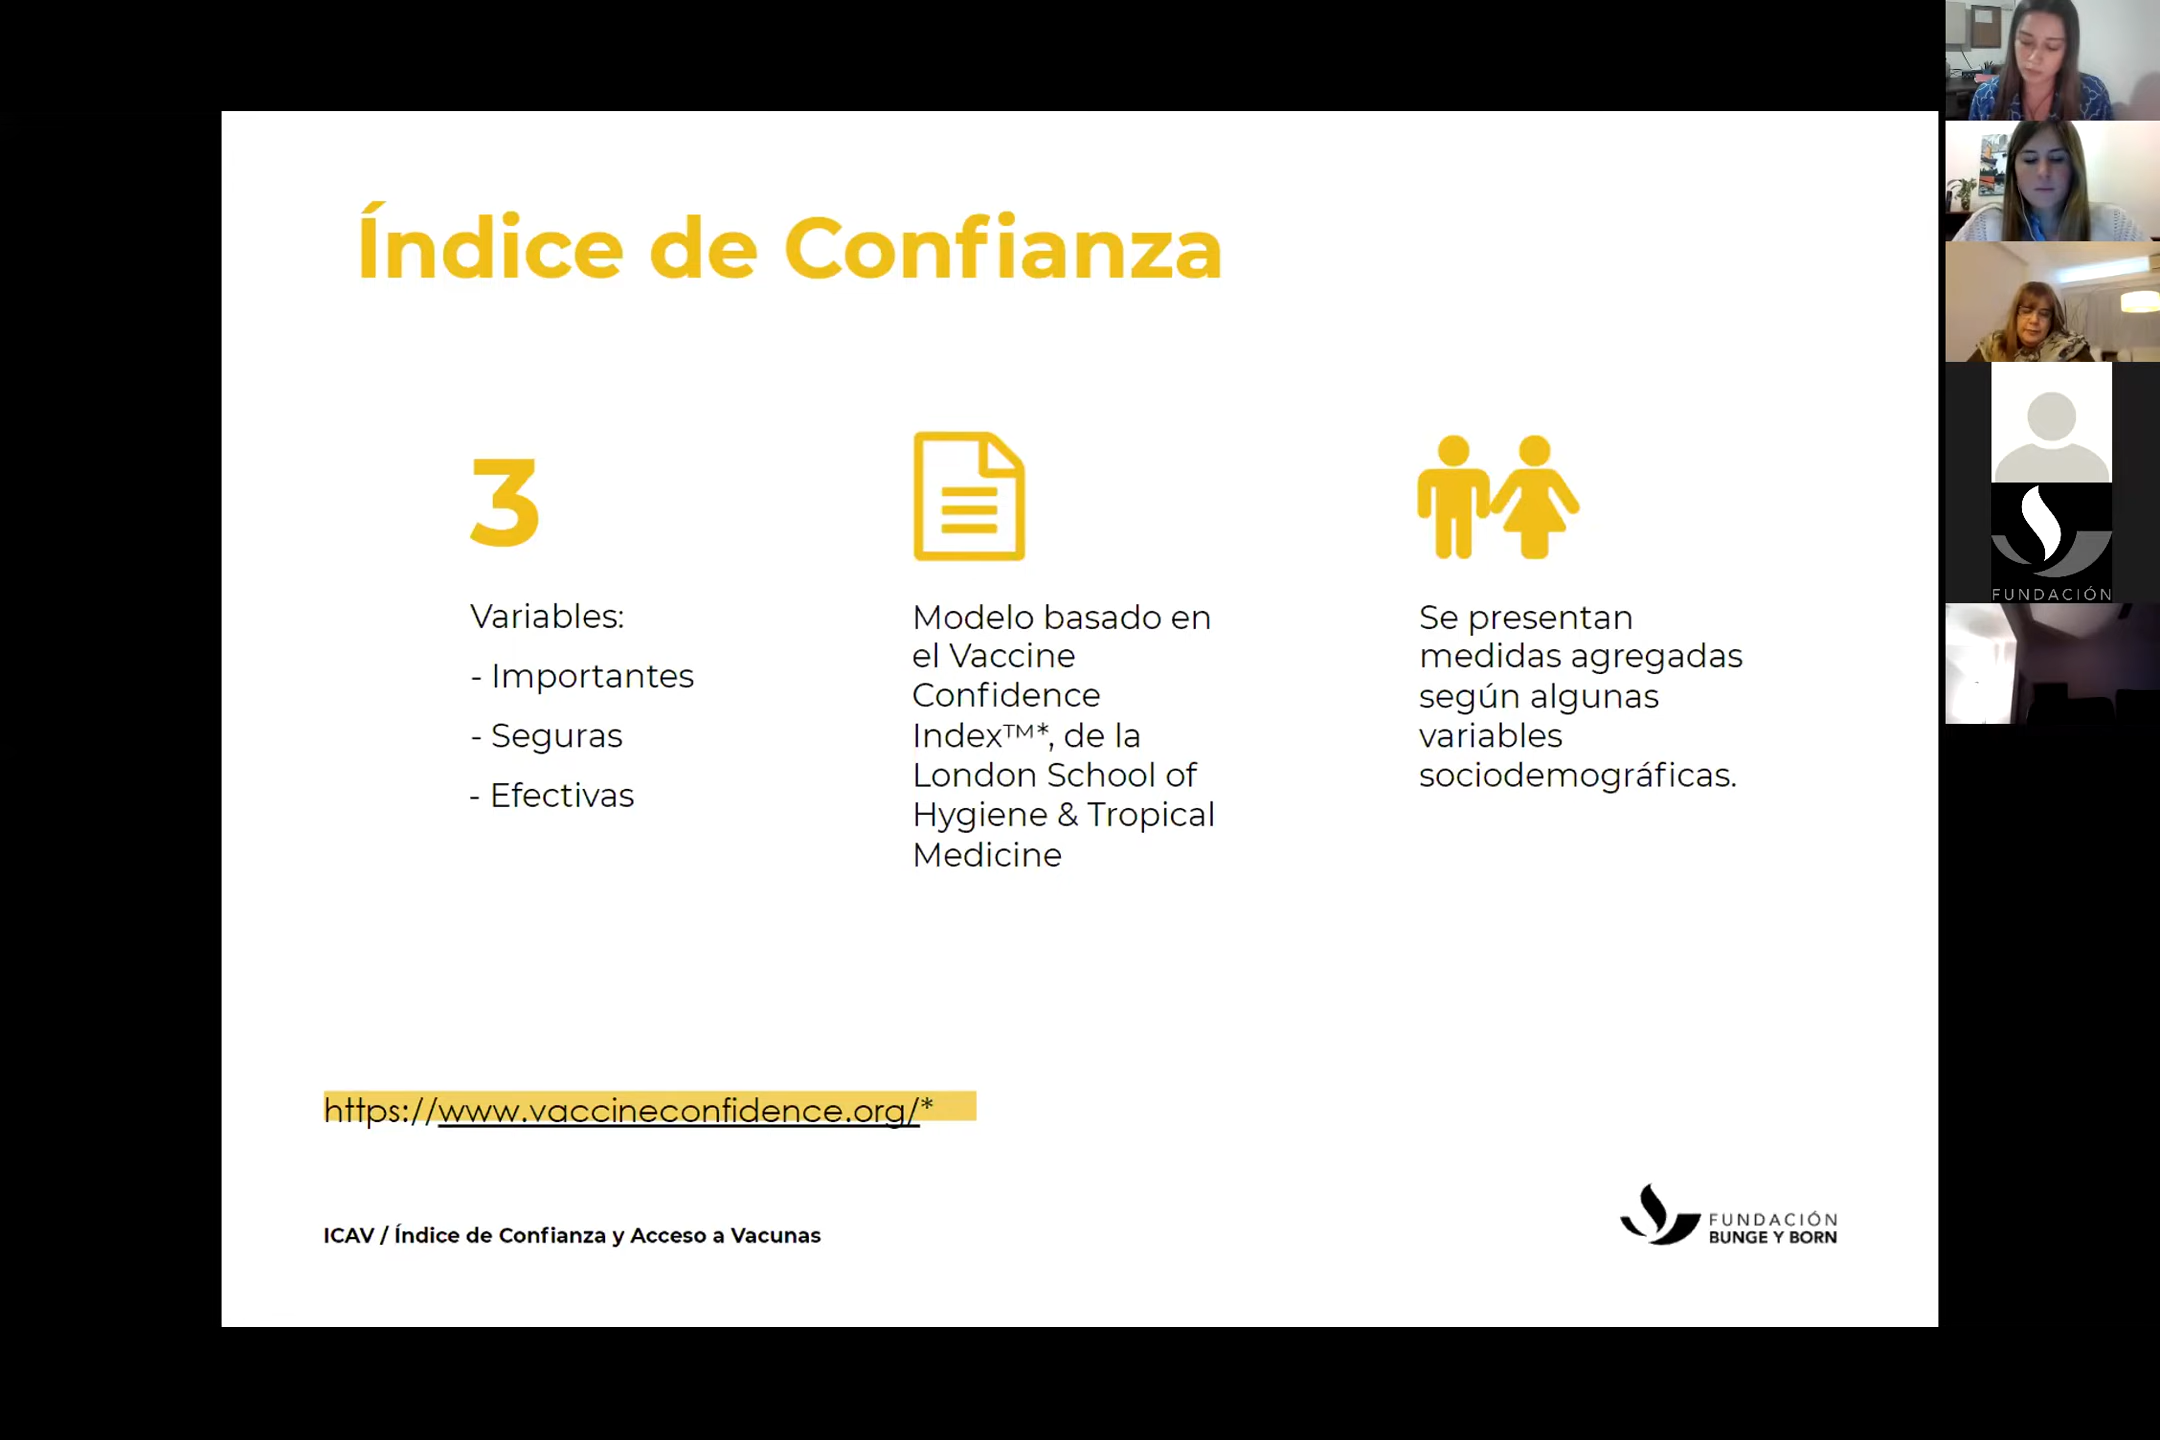 Índice de Confianza
3
Variables:
- Importantes
- Seguras
- Efectivas
Modelo basado en
el Vaccine
Confidence
Index™*, de la
London School of
Hygiene & Tropical
Medicine
Se presentan
medidas agregadas
según algunas
variables
sociodemográficas.
https://www.vaccineconfidence.org/*
ICAV / Índice de Confianza y Acceso a Vacunas
FUNDACIÓN
BUNGE Y BORN
FUNDACIÓN